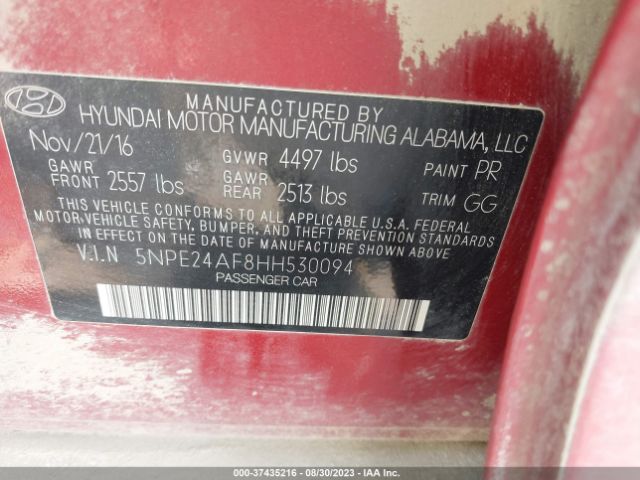 MANUFACTURED BY
HYUNDAI MOTOR MANUFACTURING ALABAMA, LLC
Nov/21/16 GVWR 4497 lbs PAINT PR
GAWR FRONT 2557 lbs GAWR REAR 2513 lbs TRIM GG
THIS VEHICLE CONFORMS TO ALL APPLICABLE U.S.A. FEDERAL
MOTOR-VEHICLE SAFETY, BUMPER, AND THEFT PREVENTION STANDARDS
IN EFFECT ON THE DATE OF MANUFACTURE SHOWN ABOVE
V.I.N 5NPE24AF8HH530094
PASSENGER CAR
000-37435216 - 08/30/2023 - IAA Inc.